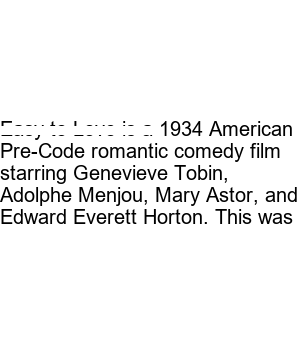 Easy to Love is a 1934 American
Pre-Code romantic comedy film
starring Genevieve Tobin,
Adolphe Menjou, Mary Astor, and
Edward Everett Horton. This was